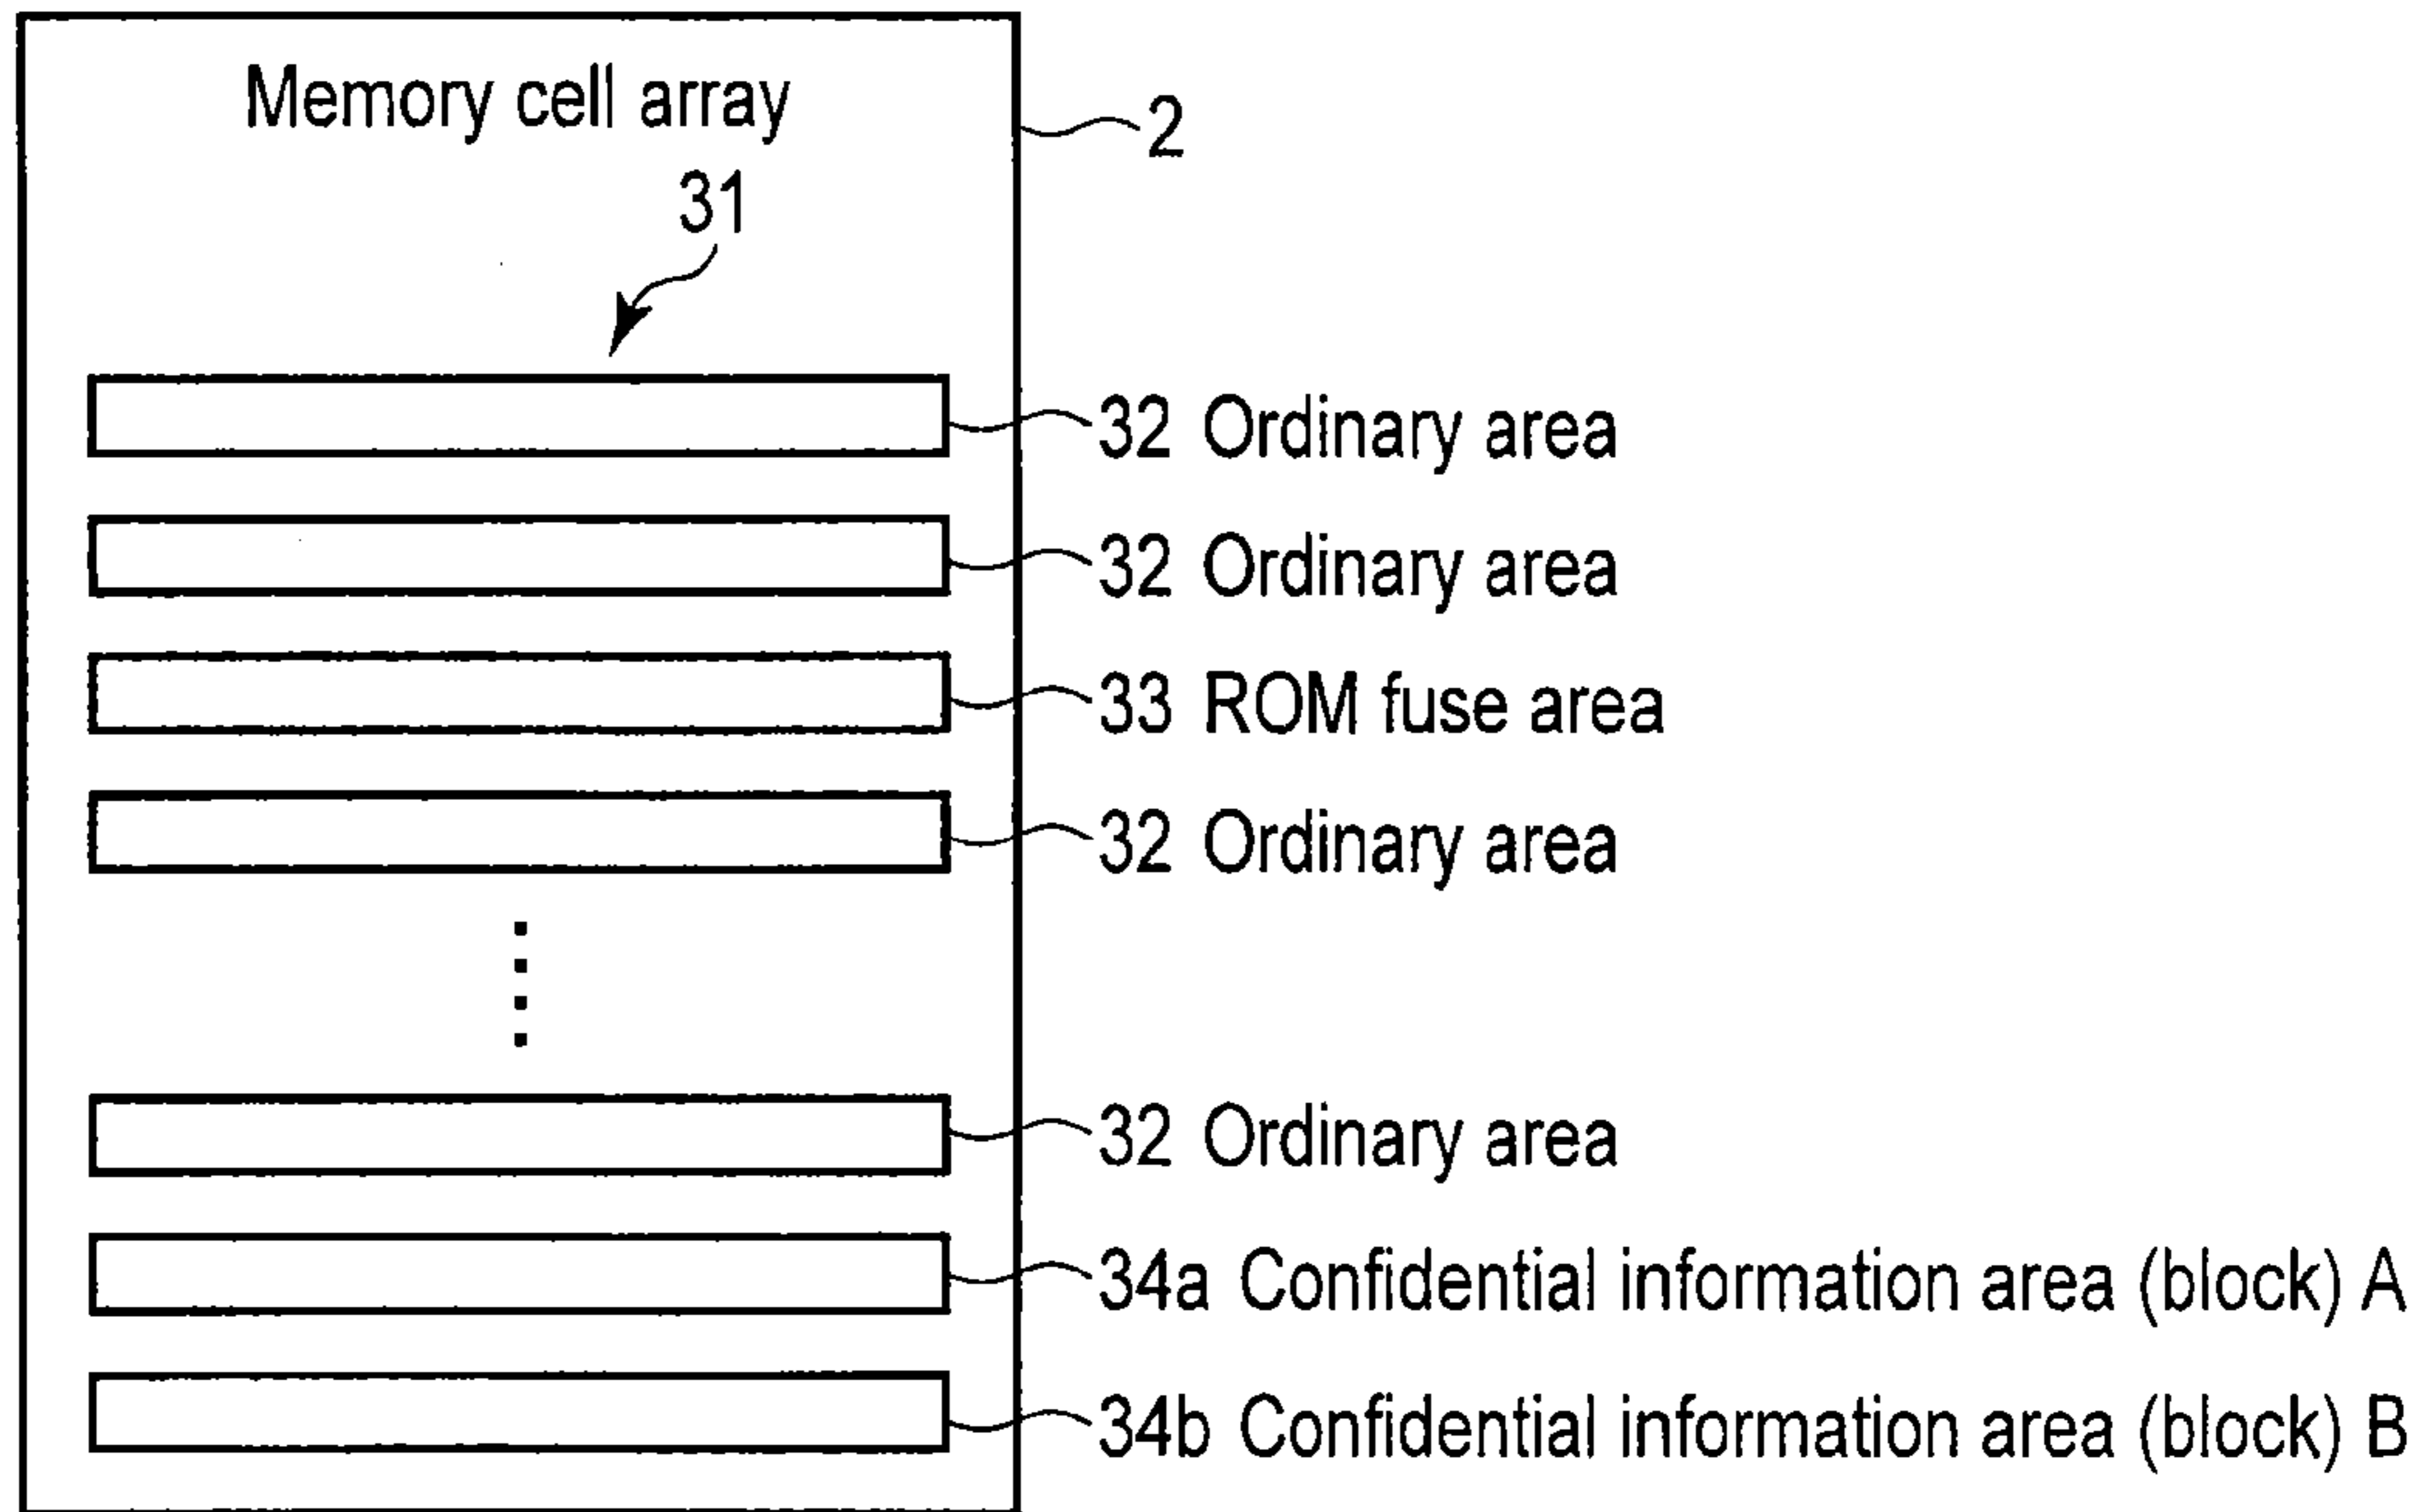 Memory cell array
2
31
32 Ordinary area
32 Ordinary area
33 ROM fuse area
32 Ordinary area
32 Ordinary area
34a Confidential information area (block) A
34b Confidential information area (block) B